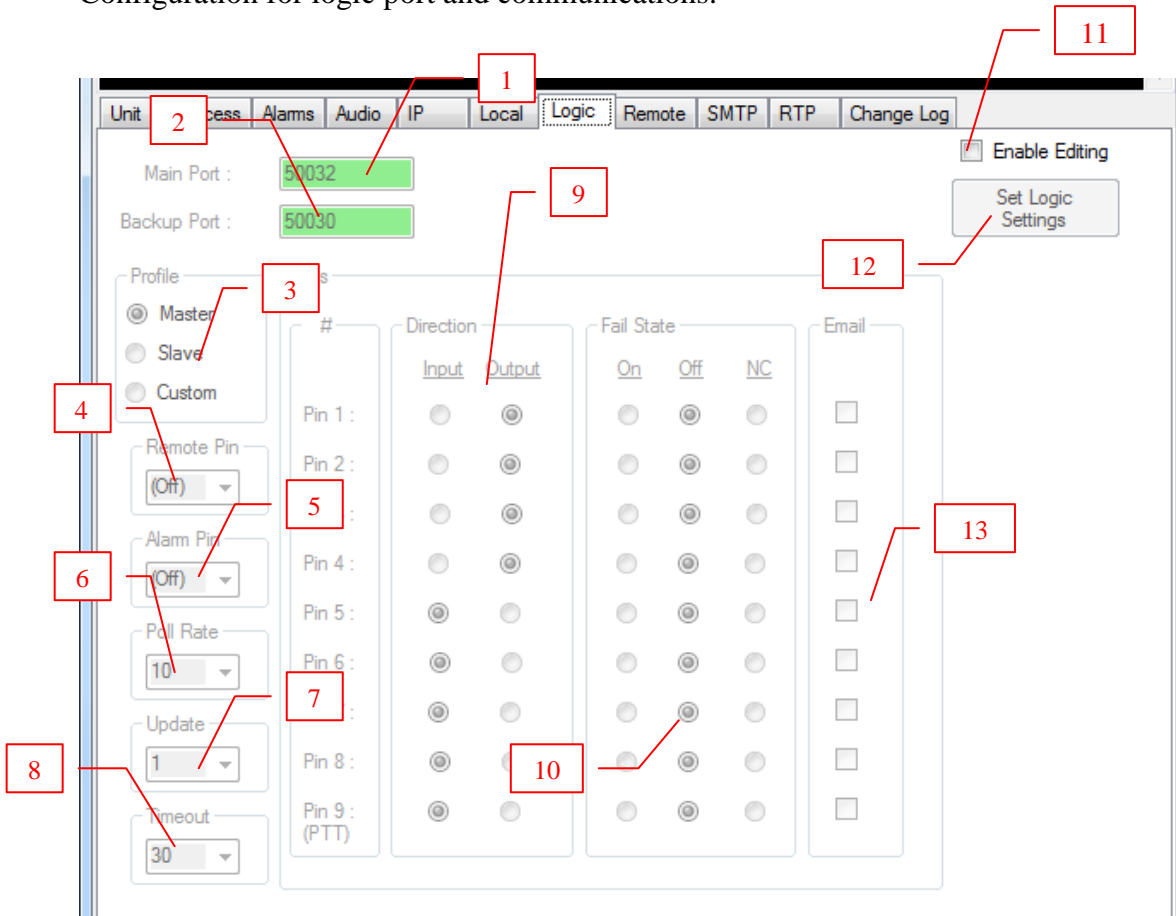 Configuration for logic port and communications:
11
1
Unit cess Alarms Audio IP Local Logic Remote SMTP RTP Change Log
2
Enable Editing
Main Port : 50032
9
Set Logic
Settings
Backup Port : 50030
12
Profile s
3
Master # Direction Fail State Email
Slave
Input Output On Off NC
Custom
4
Pin 1 :
Remote Pin
Pin 2 :
(Off)
5
:
13
Alarm Pin
Pin 4 :
(Off)
6
Pin 5 :
Poll Rate
Pin 6 :
10
7
:
Update
1
Pin 8 :
10
8
Timeout
Pin 9 :
(PTT)
30